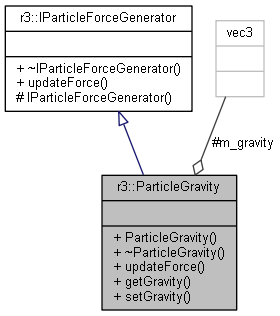 r3::IParticleForceGenerator
+ ~IParticleForceGenerator()
+ updateForce()
# IParticleForceGenerator()
vec3
#m_gravity
r3::ParticleGravity
+ ParticleGravity()
+ ~ParticleGravity()
+ updateForce()
+ getGravity()
+ setGravity()